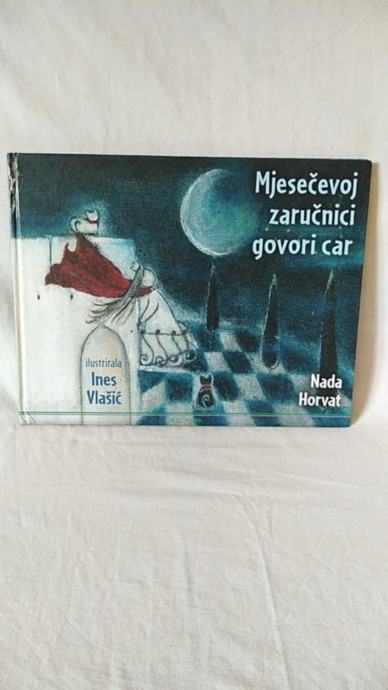 Mjesečevoj
zaručnici
govori car
ilustrirala
Ines
Vlašić
Nada
Horvat